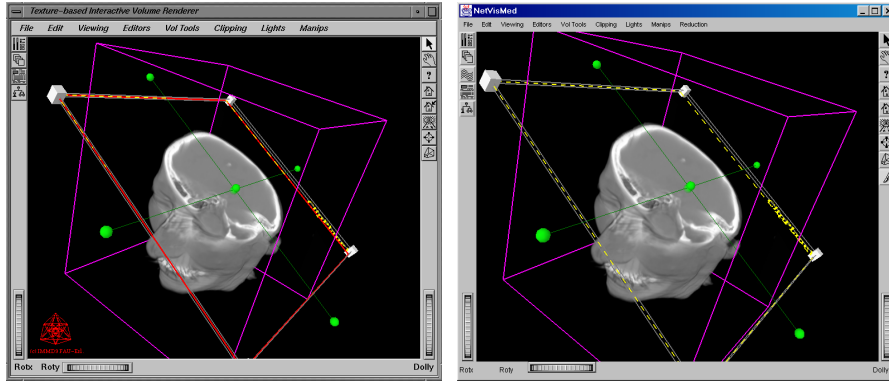 Texture-based Interactive Volume Renderer
File Edit Viewing Editors Vol Tools Clipping Lights Manips
?
Rotx Roty Dolly
NetVisMed
File Edit Viewing Editors Vol Tools Clipping Lights Manips Reduction
?
Rotx Roty Dolly